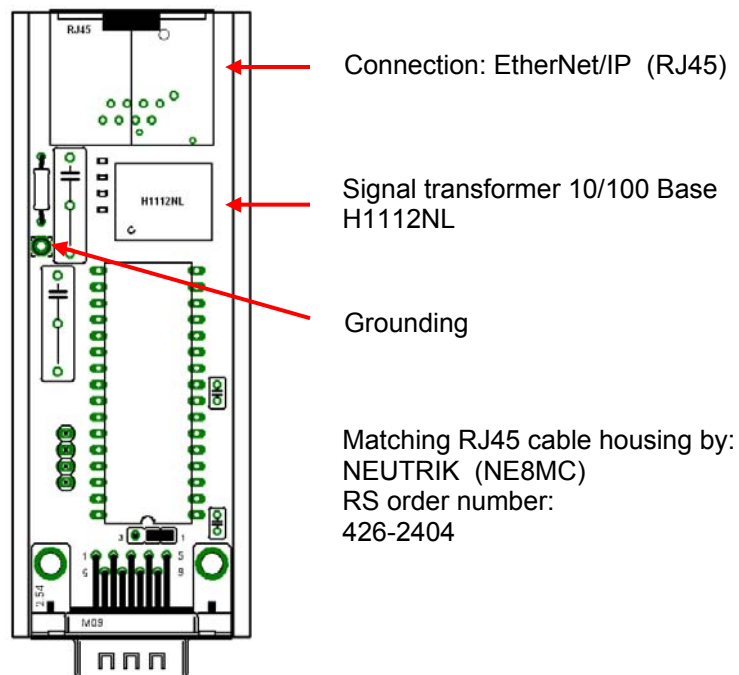 RJ45
Connection: EtherNet/IP (RJ45)
H1112NL
Signal transformer 10/100 Base
H1112NL
Grounding
Matching RJ45 cable housing by:
NEUTRIK (NE8MC)
RS order number:
426-2404
3 1
1 5
6 9
2.54
M09